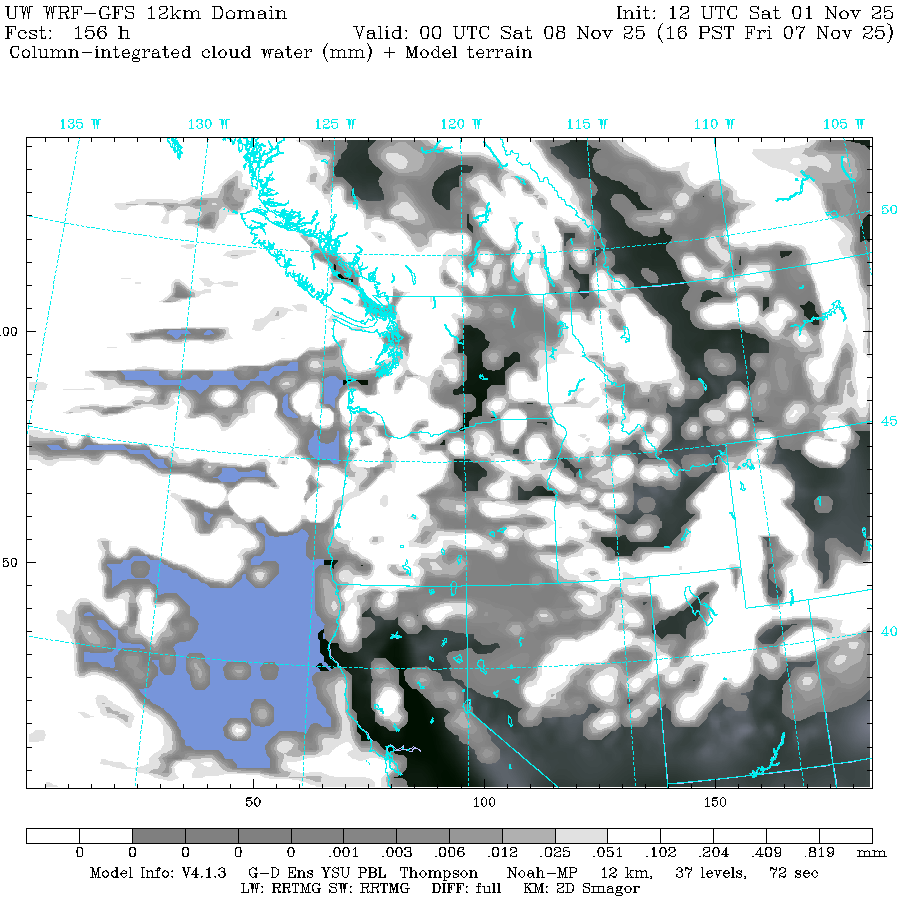 UW WRF-GFS 12km Domain Init: 12 UTC Sat 01 Nov 25
Fcst: 156 h Valid: 00 UTC Sat 08 Nov 25 (16 PST Fri 07 Nov 25)
Column-integrated cloud water (mm) + Model terrain
135 W 130 W 125 W 120 W 115 W 110 W 105 W
50
00
45
50
40
50 100 150
0 0 0 0 .001 .003 .006 .012 .025 .051 .102 .204 .409 .819 mm
Model Info: V4.1.3 G-D Ens YSU PBL Thompson Noah-MP 12 km, 37 levels, 72 sec
LW: RRTMG SW: RRTMG DIFF: full KM: 2D Smagor